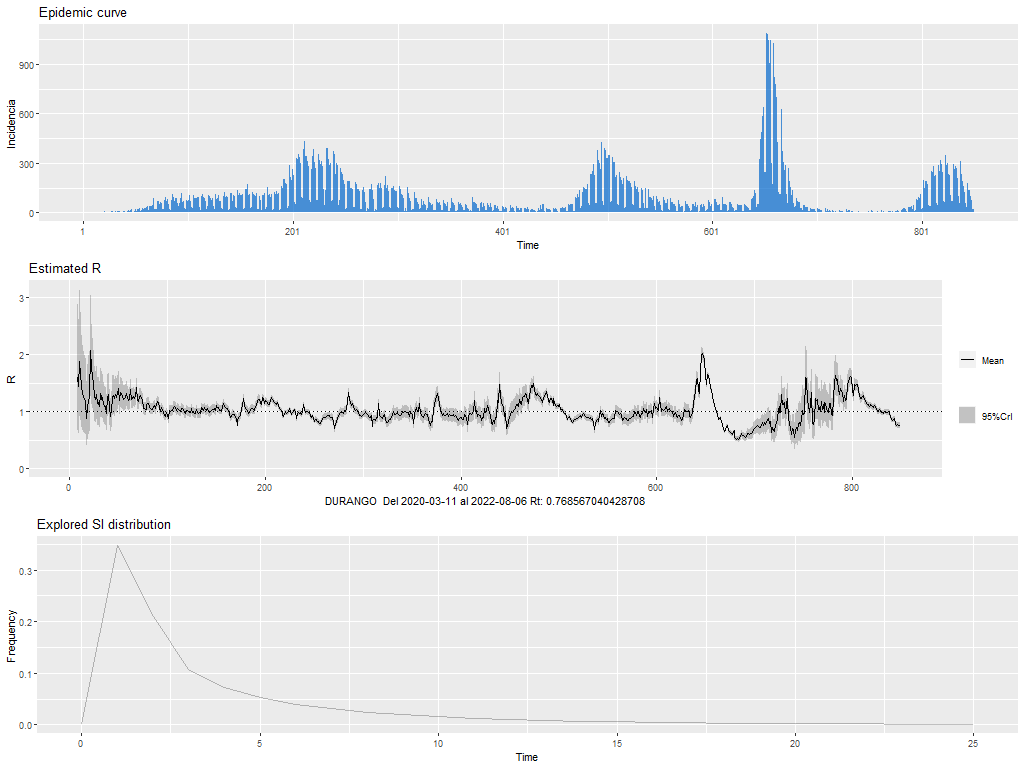 Epidemic curve
Incidencia
900
600
300
0
1 201 401 601 801
Time
Estimated R
R
3
2
1
0
0 200 400 600 800
DURANGO Del 2020-03-11 al 2022-08-06 Rt: 0.768567040428708
Mean
95%CrI
Explored SI distribution
Frequency
0.3
0.2
0.1
0.0
0 5 10 15 20 25
Time